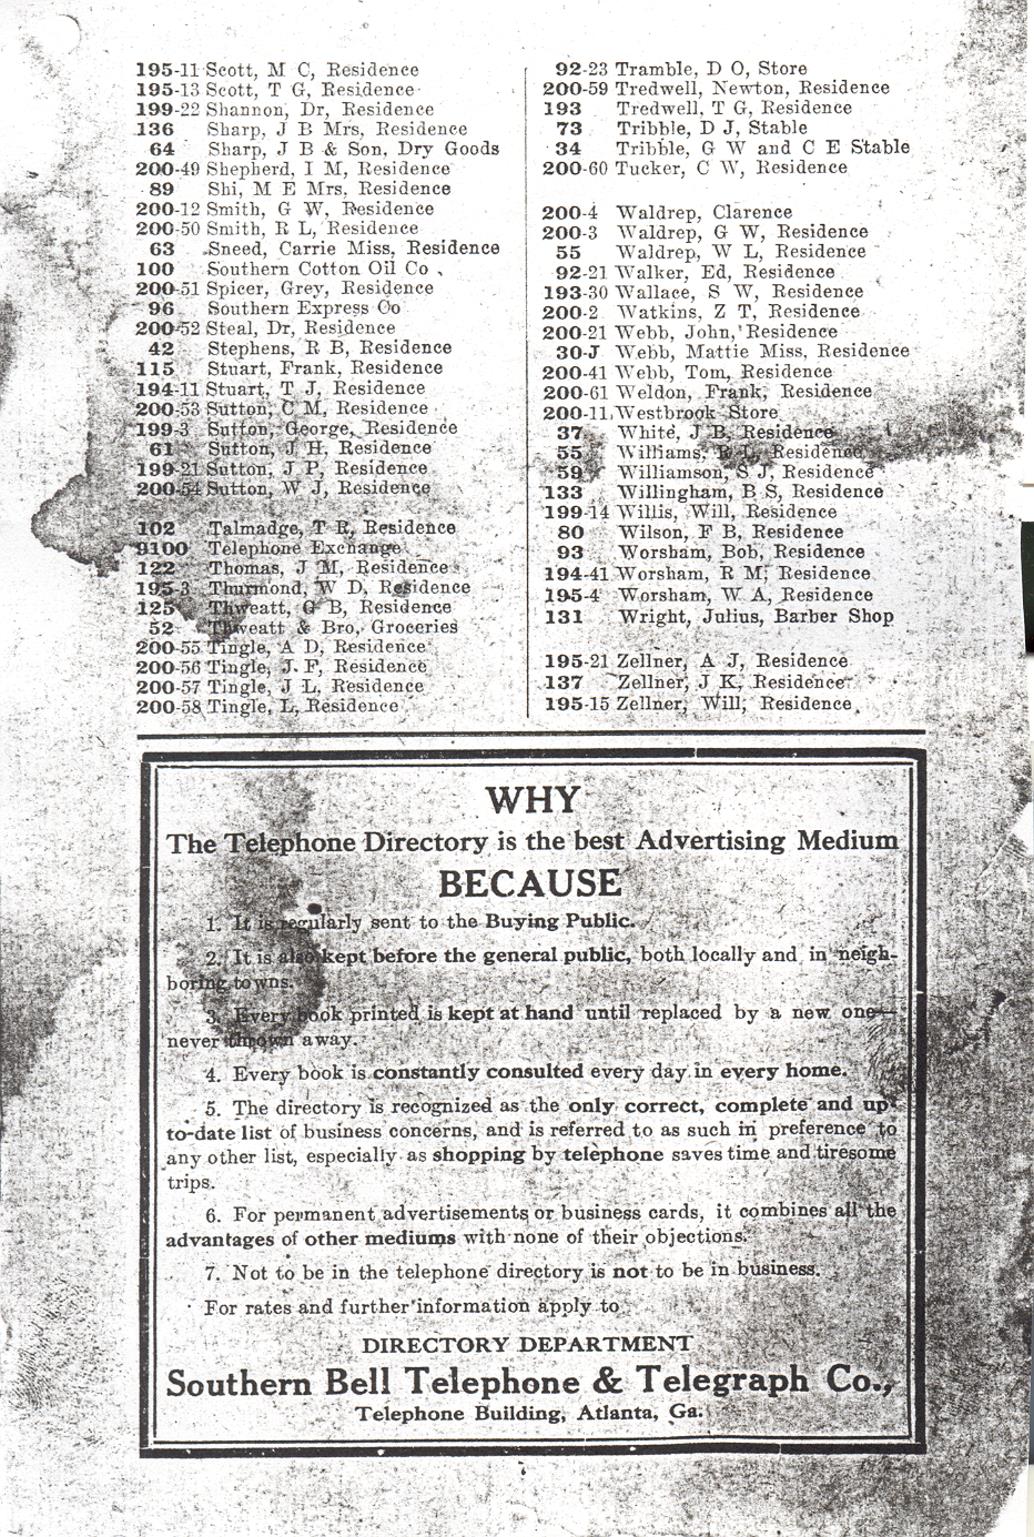 195-11 Scott, M C, Residence
195-13 Scott, T G, Residence
199-22 Shannon, Dr, Residence
136 Sharp, J B Mrs, Residence
64 Sharp, J B & Son, Dry Goods
200-49 Shepherd, I M, Residence
89 Shi, M E Mrs. Residence
200-12 Smith, G W, Residence
200-50 Smith, R L, Residence
63 Sneed, Carrie Miss, Residence
100 Southern Cotton Oil Co
200-51 Spicer, Grey, Residence
96 Southern Express Co
200-52 Steal, Dr, Residence
42 Stephens, R B, Residence
115 Stuart, Frank, Residence
194-11 Stuart, T J, Residence
200-53 Sutton, C M, Residence
199-3 Sutton, George, Residence
61 Sutton, J H, Residence
199-21 Sutton, J P, Residence
200-54 Sutton, W J, Residence
102 Talmadge, T R, Residence
9100 Telephone Exchange
122 Thomas, J M, Residence
195-3 Thurmond, W D, Residence
125 Thweatt, G B, Residence
52 Thweatt & Bro, Groceries
200-55 Tingle, A D, Residence
200-56 Tingle, J. F, Residence
200-57 Tingle, J L, Residence
200-58 Tingle, L, Residence
92-23 Tramble, D O, Store
200-59 Tredwell, Newton, Residence
193 Tredwell, T G, Residence
73 Tribble, D J, Stable
34 Tribble, G W and C E Stable
200-60 Tucker, C W, Residence
200-4 Waldrep, Clarence
200-3 Waldrep, G W, Residence
55 Waldrep, W L, Residence
92-21 Walker, Ed, Residence
193-30 Wallace, S W, Residence
200-2 Watkins, Z T, Residence
200-21 Webb, John, Residence
30-J Webb, Mattie Miss, Residence
200-41 Webb, Tom, Residence
200-61 Weldon, Frank, Residence
200-11 Westbrook Store
37 White, J B, Residence
55 Williams, R L, Residence
59 Williamson, S J, Residence
133 Willingham, B S, Residence
199-14 Willis, Will, Residence
80 Wilson, F B, Residence
93 Worsham, Bob, Residence
194-41 Worsham, R M, Residence
195-4 Worsham, W A, Residence
131 Wright, Julius, Barber Shop
195-21 Zellner, A J, Residence
137 Zellner, J K, Residence
195-15 Zellner, Will, Residence
WHY
The Telephone Directory is the best Advertising Medium
BECAUSE
1. It is regularly sent to the Buying Public.
2. It is also kept before the general public, both locally and in neigh-
boring towns.
3. Every book printed is kept at hand until replaced by a new one—
never thrown away.
4. Every book is constantly consulted every day in every home.
5. The directory is recognized as the only correct, complete and up-
to-date list of business concerns, and is referred to as such in preference to
any other list, especially as shopping by telephone saves time and tiresome
trips.
6. For permanent advertisements or business cards, it combines all the
advantages of other mediums with none of their objections.
7. Not to be in the telephone directory is not to be in business.
For rates and further information apply to
DIRECTORY DEPARTMENT
Southern Bell Telephone & Telegraph Co.,
Telephone Building, Atlanta, Ga.